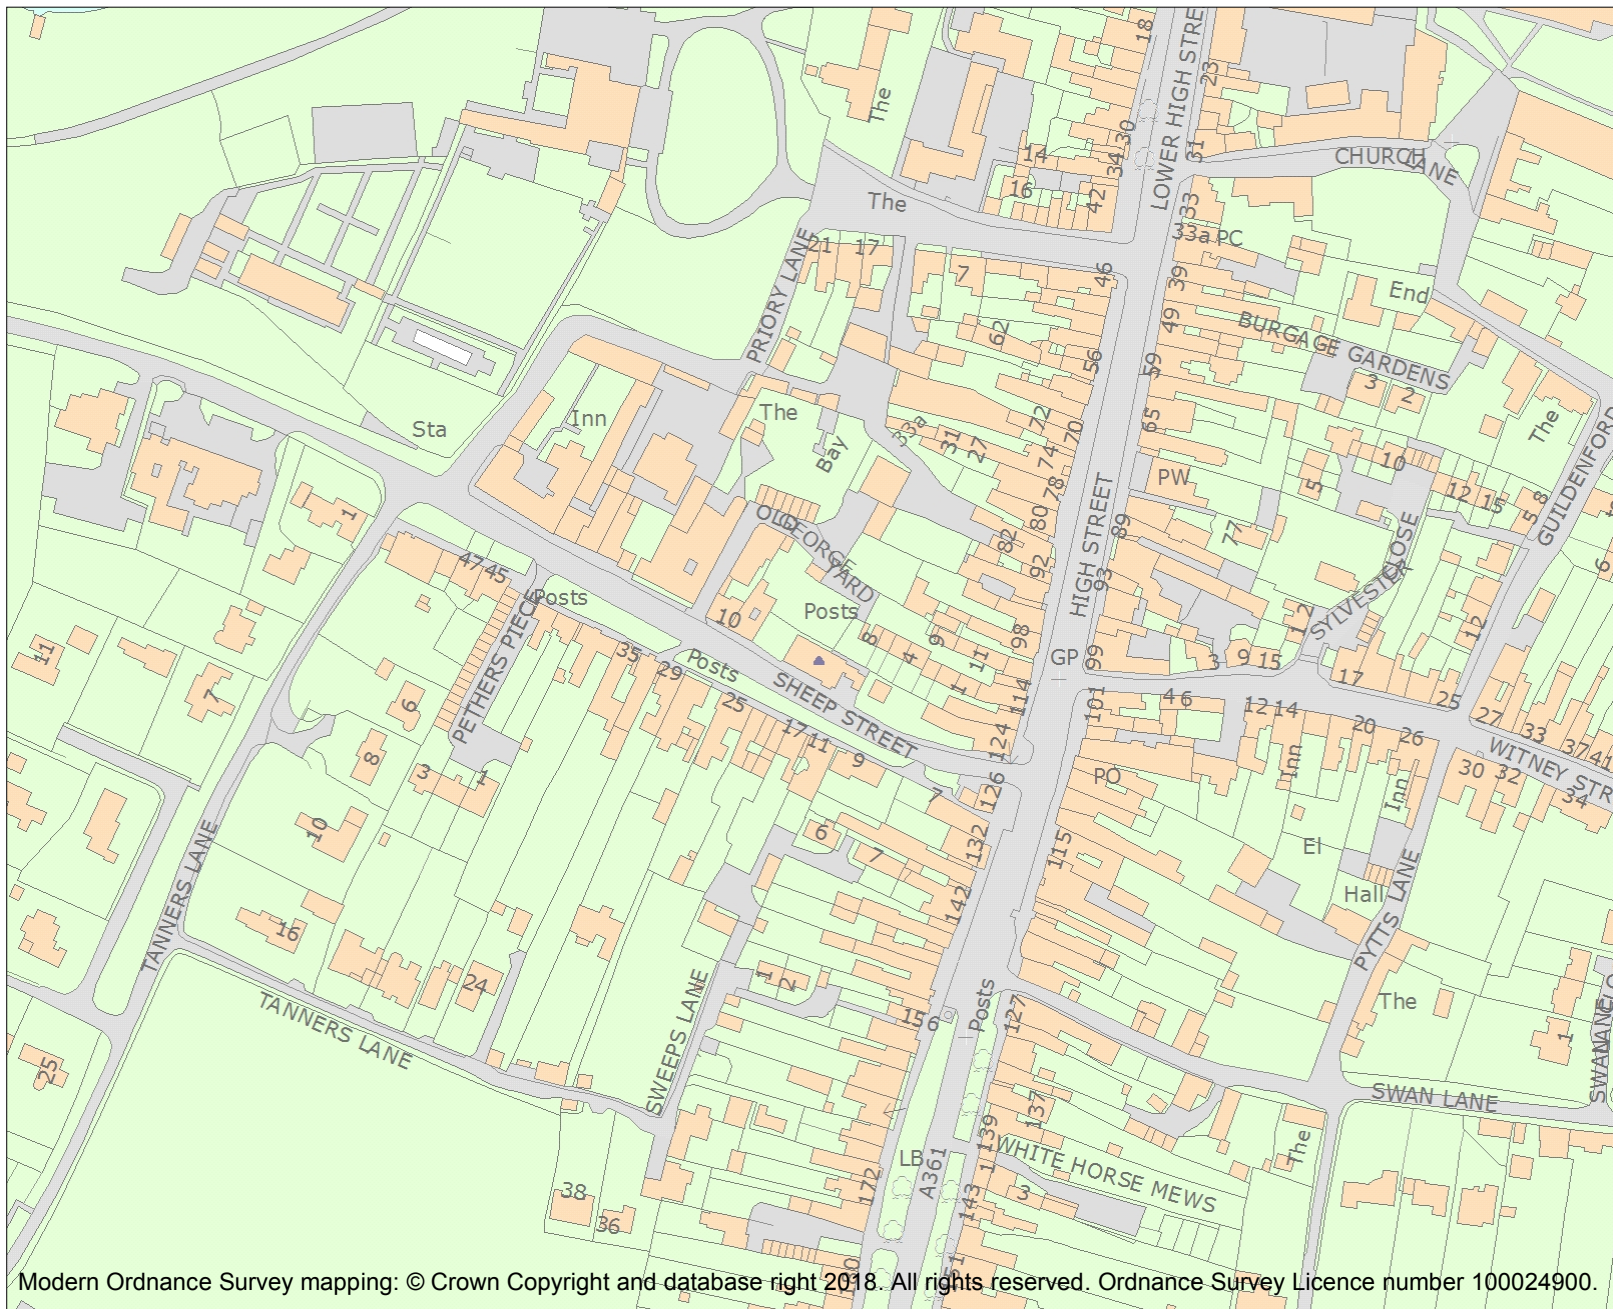 18
LOWER HIGH STRE
23
The
30
34
14
16
42
31
CHURCH LANE
The
33
33a
PC
21
17
7
46
39
End
PRIORY LANE
62
49
BURGAGE GARDENS
56
59
3
2
Sta
Inn
The
Bay
33a
31
27
72
70
65
The
GUILDENFORD
74
78
PW
10
5
12
15
8
5
1
OLD GEORGE YARD
80
82
92
89
93
77
HIGH STREET
SYLVESTER CLOSE
6
47
45
Posts
Posts
10
8
4
9
11
1
98
GP
99
3
9
15
12
17
12
11
7
6
PETHERS PIECE
35
29
Posts
25
SHEEP STREET
17
11
9
7
114
101
4
6
12
14
20
26
25
27
33
37
41
WITNEY STR
8
3
1
124
126
PO
Inn
Inn
30
32
34
10
TANNERS LANE
6
7
132
115
El
Hall
PYTTS LANE
142
16
24
TANNERS LANE
SWEEPS LANE
1
2
156
Posts
127
The
1
25
SWAN LANE
137
139
WHITE HORSE MEWS
The
38
36
172
LB
A361
1
143
3
180
151
Modern Ordnance Survey mapping: © Crown Copyright and database right 2018. All rights reserved. Ordnance Survey Licence number 100024900.